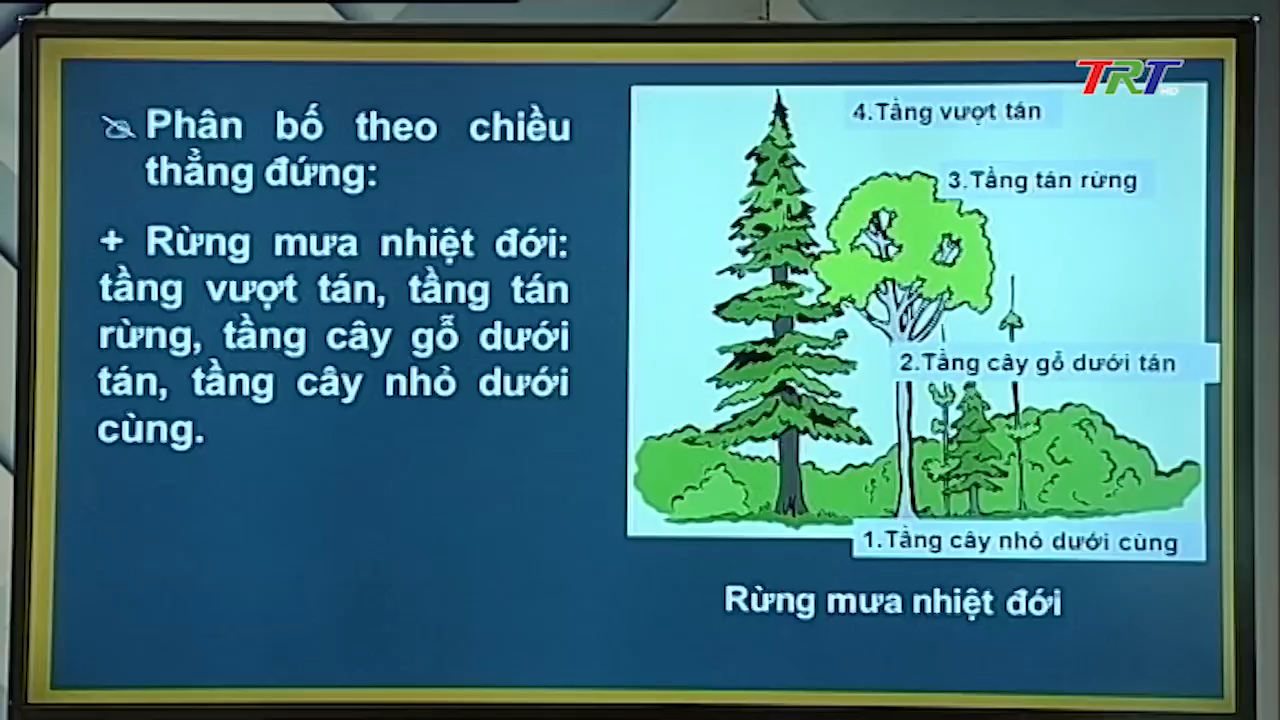 Phân bố theo chiều
thẳng đứng:
+ Rừng mưa nhiệt đới:
tầng vượt tán, tầng tán
rừng, tầng cây gỗ dưới
tán, tầng cây nhỏ dưới
cùng.
TRT HD
4.Tầng vượt tán
3.Tầng tán rừng
2.Tầng cây gỗ dưới tán
1.Tầng cây nhỏ dưới cùng
Rừng mưa nhiệt đới